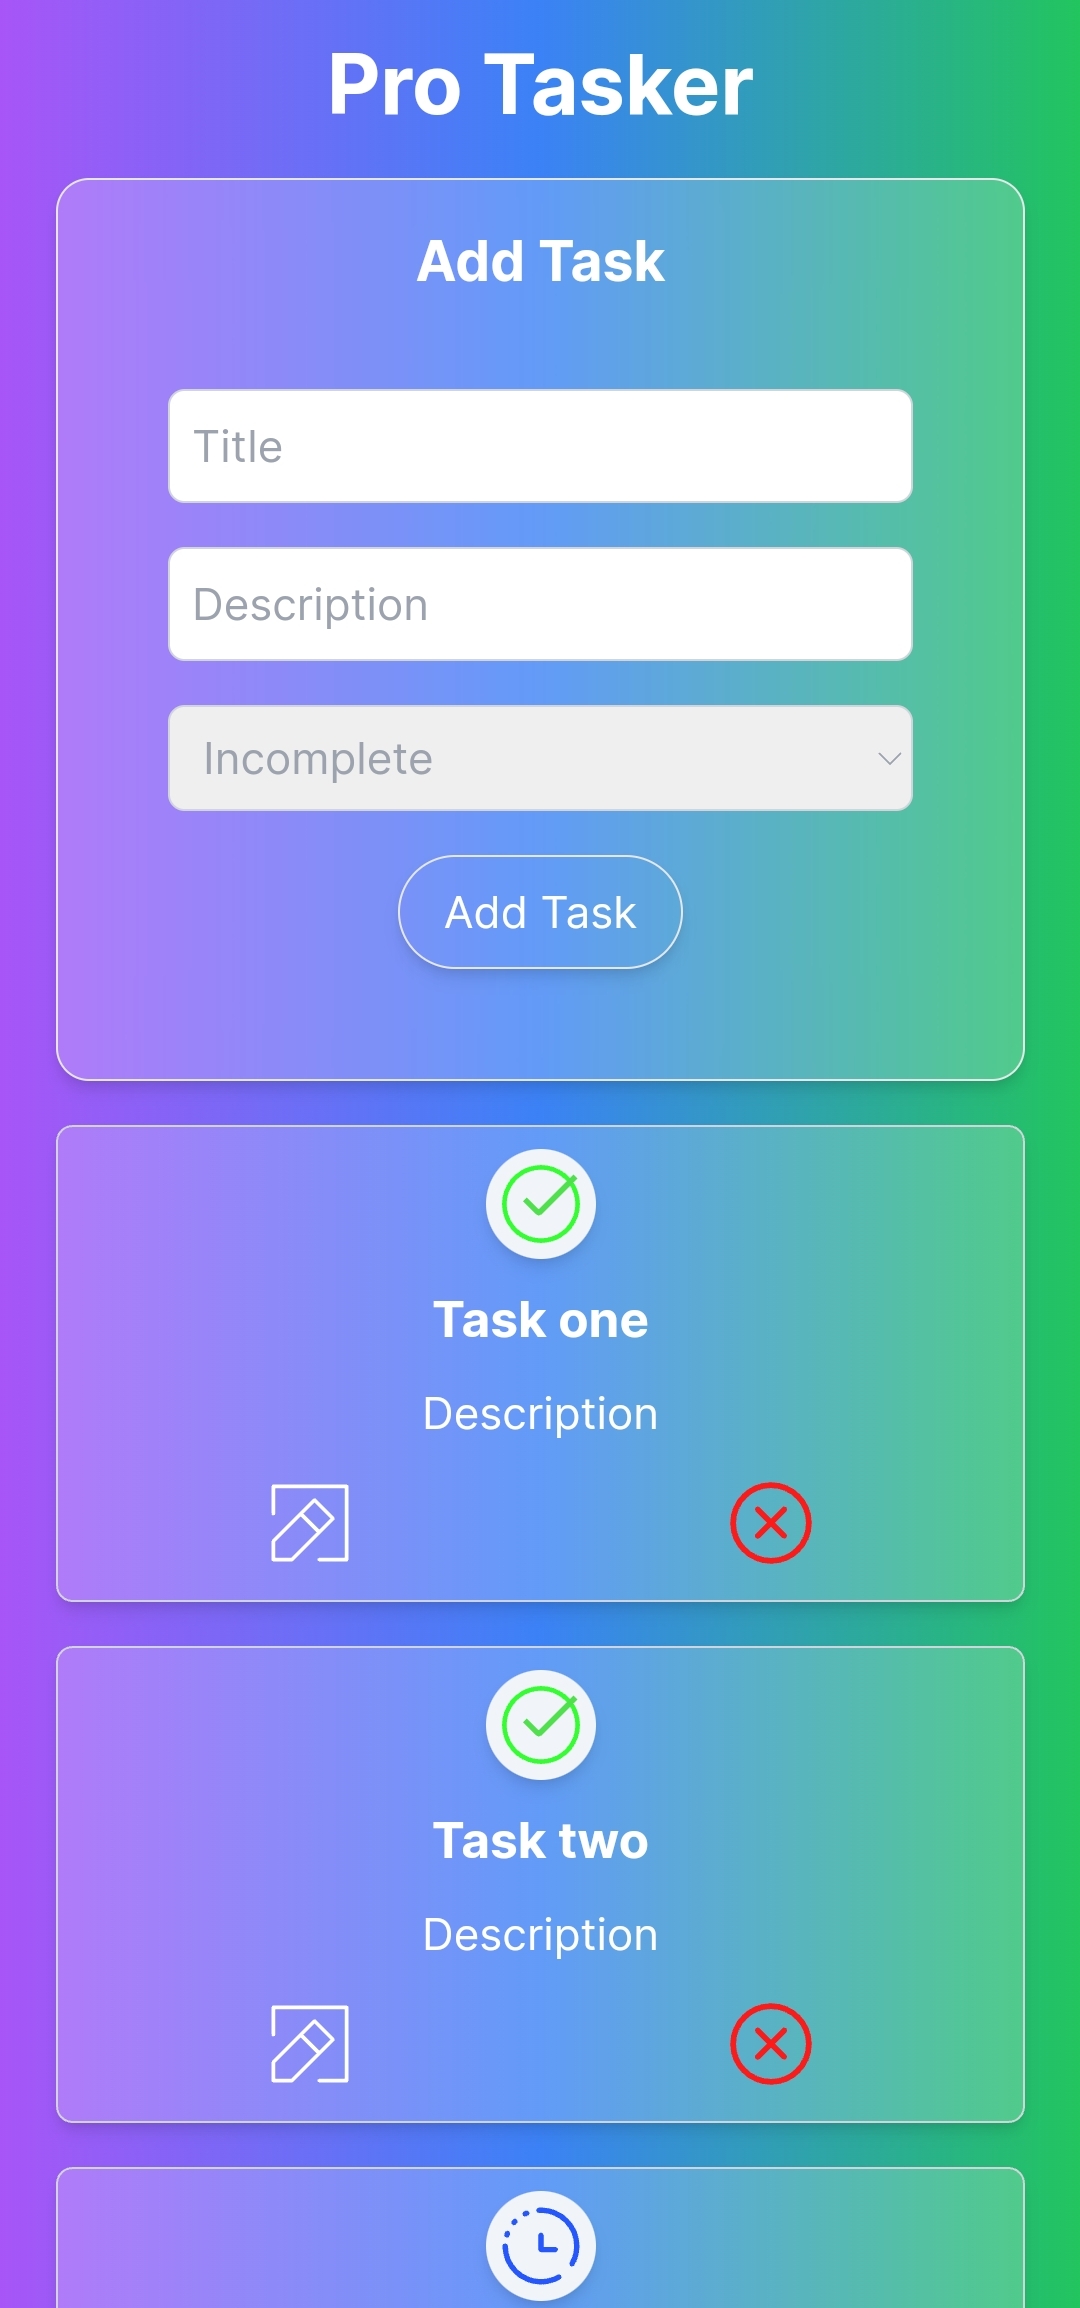 Pro Tasker
Add Task
Title
Description
Incomplete
Add Task
Task one
Description
Task two
Description